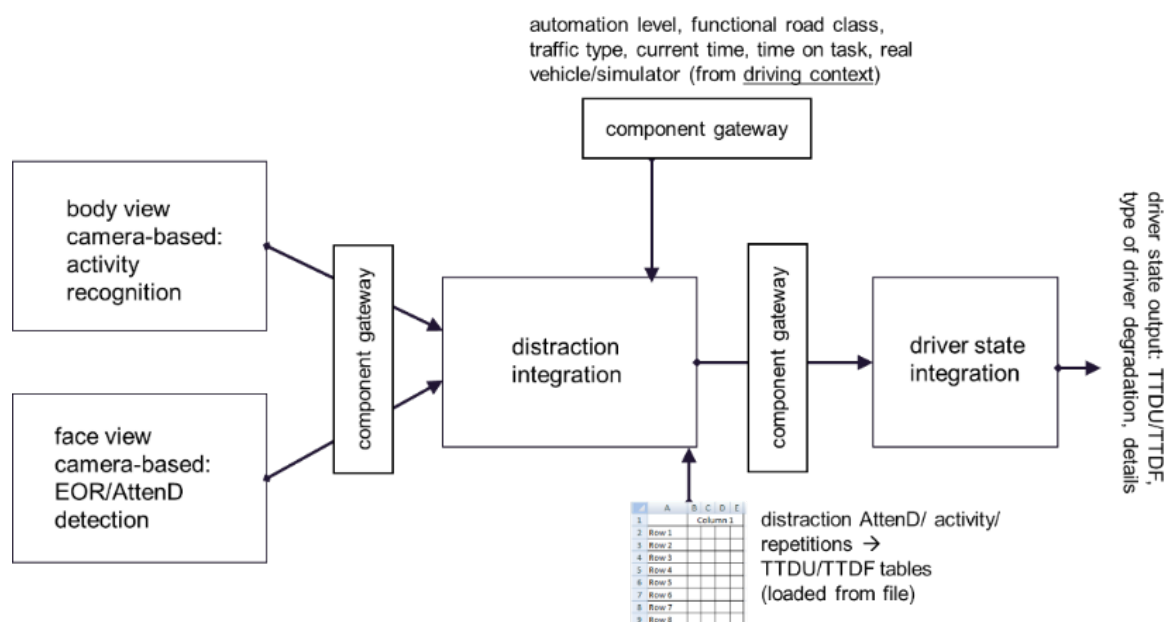 automation level, functional road class,
traffic type, current time, time on task, real
vehicle/simulator (from driving context)
component gateway
body view
camera-based:
activity
recognition
component gateway
distraction
integration
component gateway
driver state
integration
driver state output: TTDU/TTDF,
type of driver degradation, details
face view
camera-based:
EOR/AttenD
detection
A B C D E
1 Column 1
2 Row 1
3 Row 2
4 Row 3
5 Row 4
6 Row 5
7 Row 6
8 Row 7
9 Row 8
distraction AttenD/ activity/
repetitions →
TTDU/TTDF tables
(loaded from file)